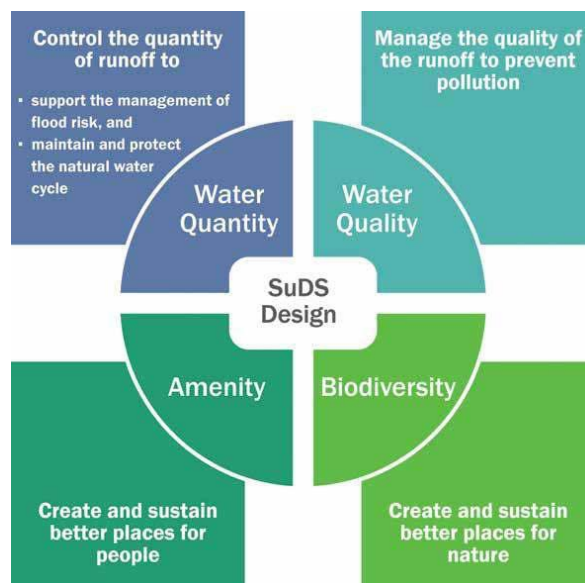 Control the quantity
of runoff to
• support the management of
flood risk, and
• maintain and protect
the natural water
cycle
Manage the quality of
the runoff to prevent
pollution
Water
Quantity
Water
Quality
SuDS
Design
Amenity
Biodiversity
Create and sustain
better places for
people
Create and sustain
better places for
nature